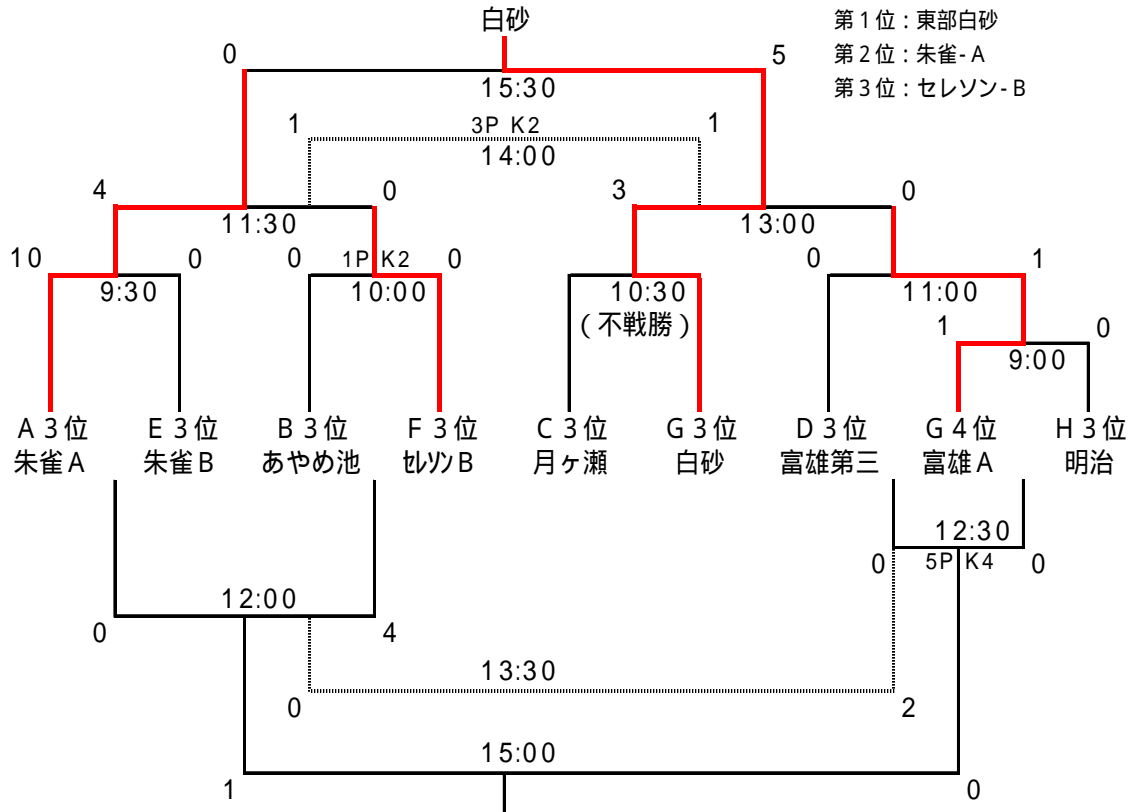 白砂
第1位：東部白砂
0
5
第2位：朱雀-A
15:30
第3位：セレソン-B
1
3P K2
1
14:00
4
0
3
0
11:30
13:00
10
0
0
1P K2
0
0
1
9:30
10:00
10:30
11:00
(不戦勝)
1
0
9:00
A3位
E3位
B3位
F3位
C3位
G3位
D3位
G4位
H3位
朱雀A
朱雀B
あやめ池
ｾﾚｿﾝB
月ヶ瀬
白砂
富雄第三
富雄A
明治
12:30
0
5P K4
0
12:00
0
4
13:30
0
2
15:00
1
0